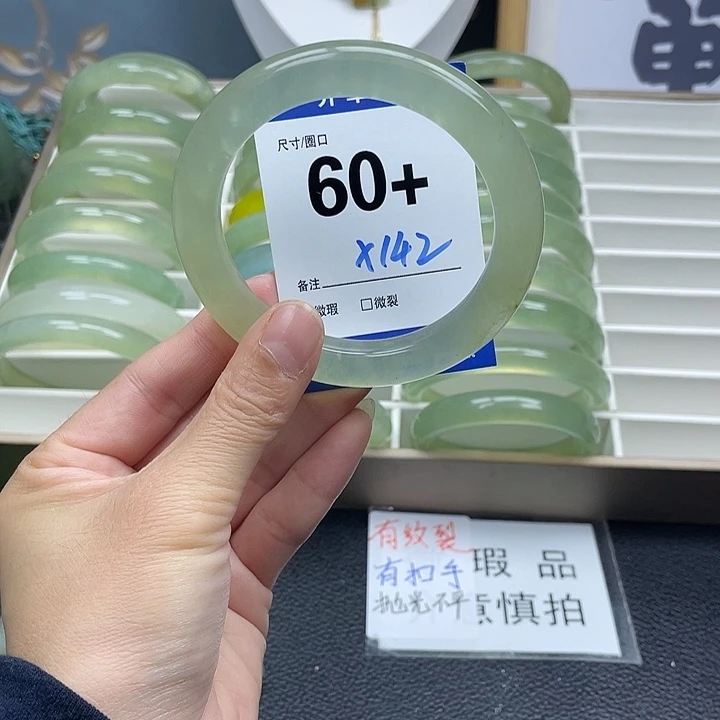 尺寸/圈口
60+
X142
备注
微瑕 □微裂
有纹裂
有扣手
抛光不平
瑕 品
慎拍